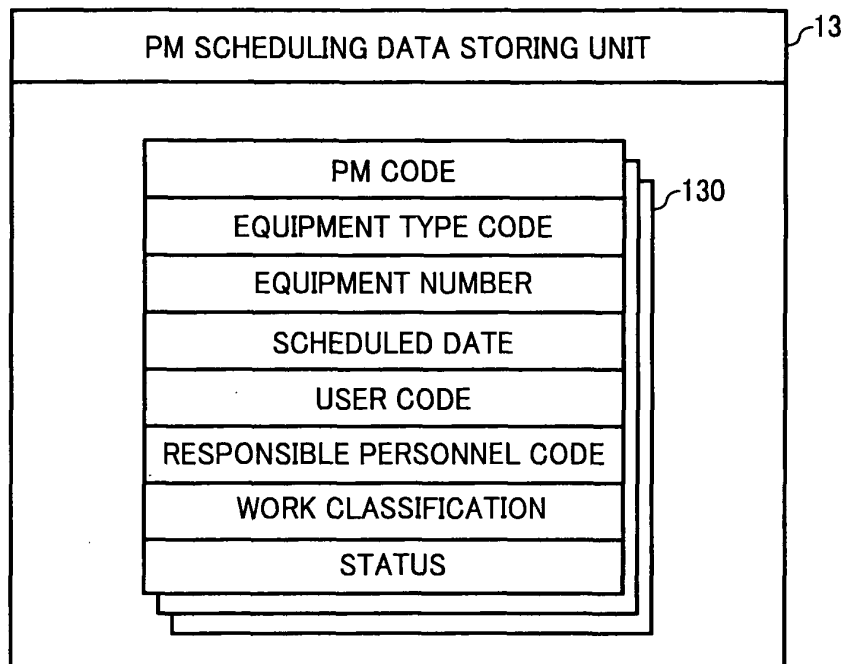 PM SCHEDULING DATA STORING UNIT
13
PM CODE
130
EQUIPMENT TYPE CODE
EQUIPMENT NUMBER
SCHEDULED DATE
USER CODE
RESPONSIBLE PERSONNEL CODE
WORK CLASSIFICATION
STATUS